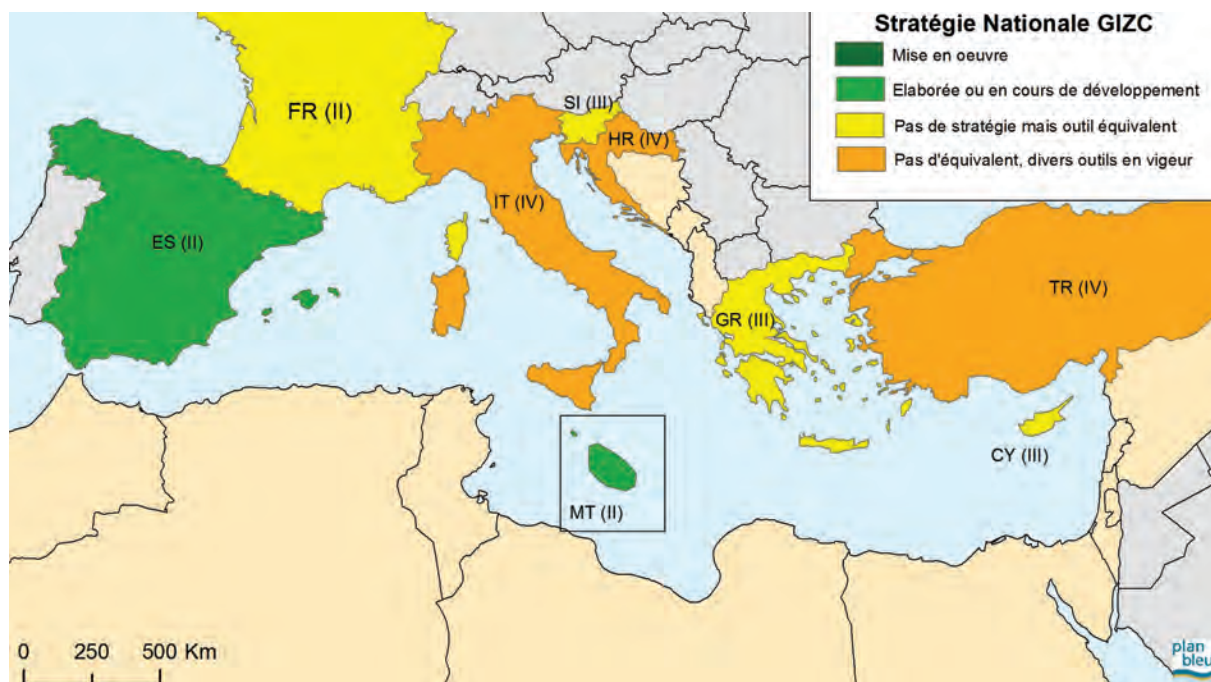 Stratégie Nationale GIZC
Mise en oeuvre
Elaborée ou en cours de développement
Pas de stratégie mais outil équivalent
Pas d'équivalent, divers outils en vigueur
FR (II)
SI (III)
HR (IV)
IT (IV)
ES (II)
TR (IV)
GR (III)
CY (III)
MT (II)
0 250 500 Km
plan
bleu